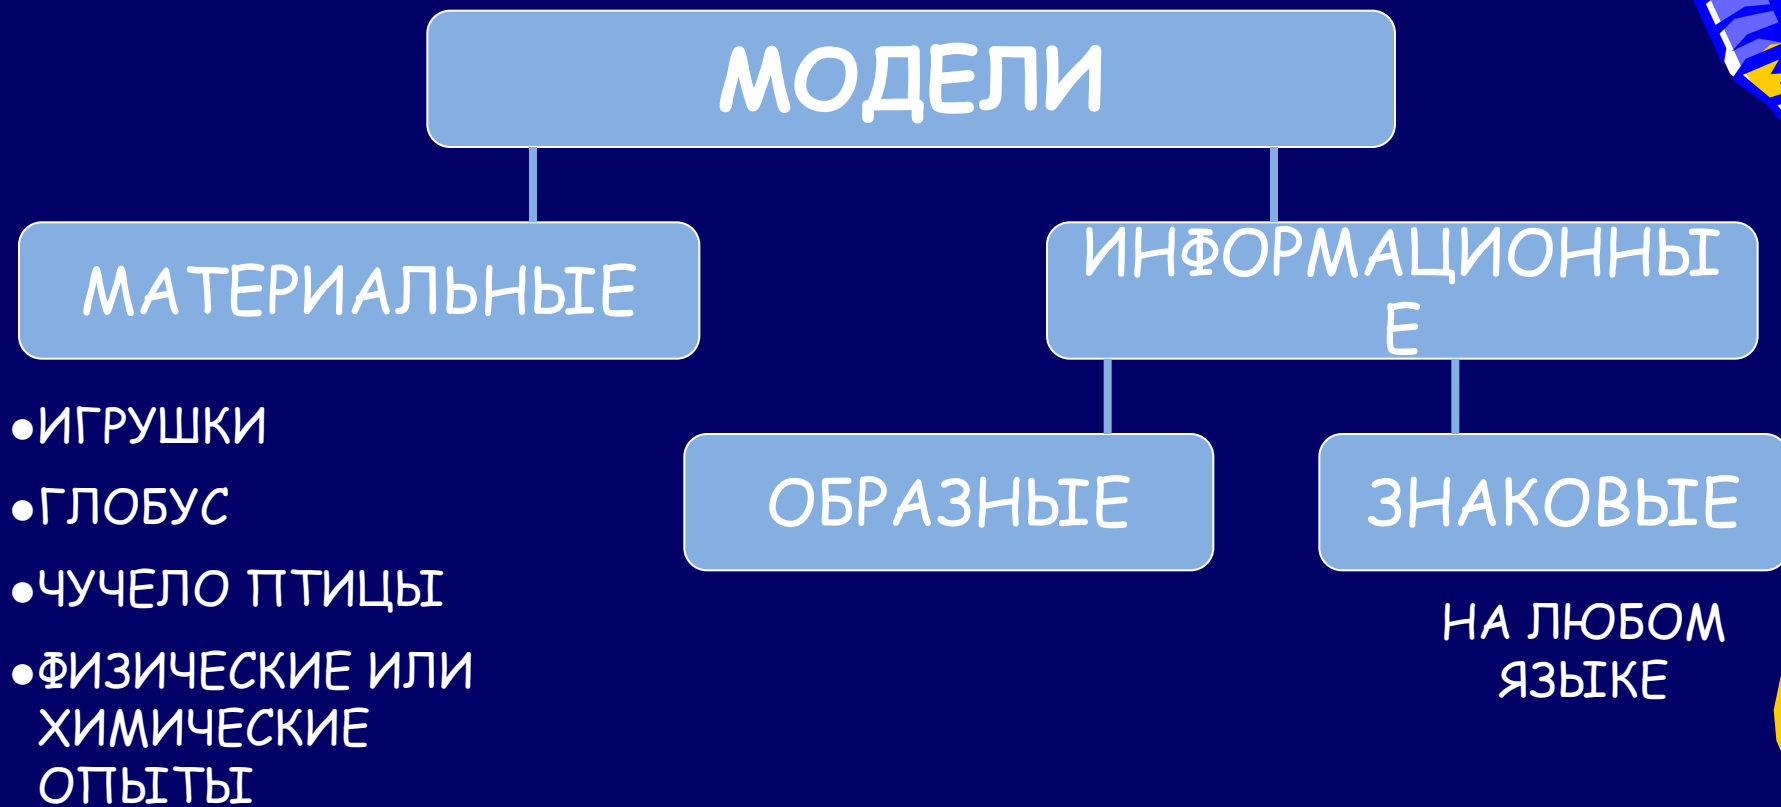 МОДЕЛИ
МАТЕРИАЛЬНЫЕ
ИНФОРМАЦИОННЫ
Е
●ИГРУШКИ
●ГЛОБУС
●ЧУЧЕЛО ПТИЦЫ
●ФИЗИЧЕСКИЕ ИЛИ
ХИМИЧЕСКИЕ
ОПЫТЫ
ОБРАЗНЫЕ
ЗНАКОВЫЕ
НА ЛЮБОМ
ЯЗЫКЕ